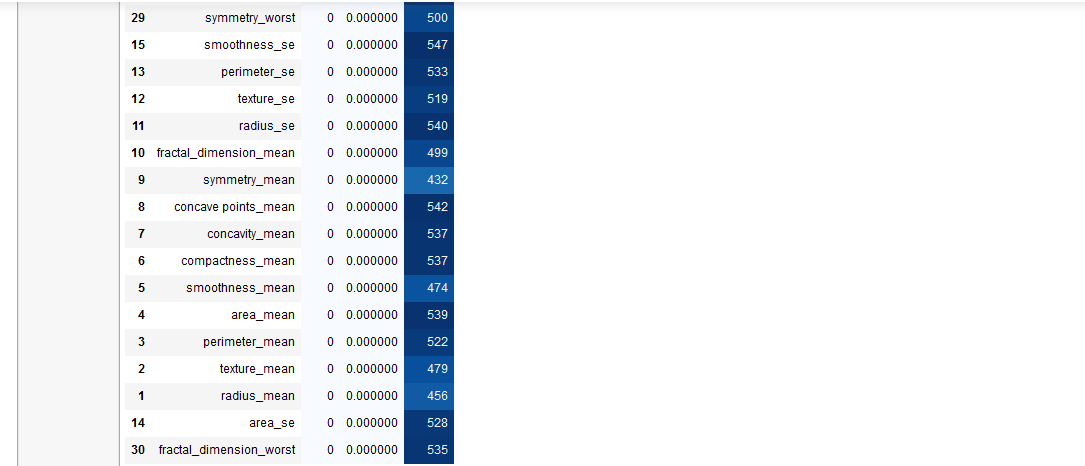 29 symmetry_worst 0 0.000000 500
15 smoothness_se 0 0.000000 547
13 perimeter_se 0 0.000000 533
12 texture_se 0 0.000000 519
11 radius_se 0 0.000000 540
10 fractal_dimension_mean 0 0.000000 499
9 symmetry_mean 0 0.000000 432
8 concave points_mean 0 0.000000 542
7 concavity_mean 0 0.000000 537
6 compactness_mean 0 0.000000 537
5 smoothness_mean 0 0.000000 474
4 area_mean 0 0.000000 539
3 perimeter_mean 0 0.000000 522
2 texture_mean 0 0.000000 479
1 radius_mean 0 0.000000 456
14 area_se 0 0.000000 528
30 fractal_dimension_worst 0 0.000000 535